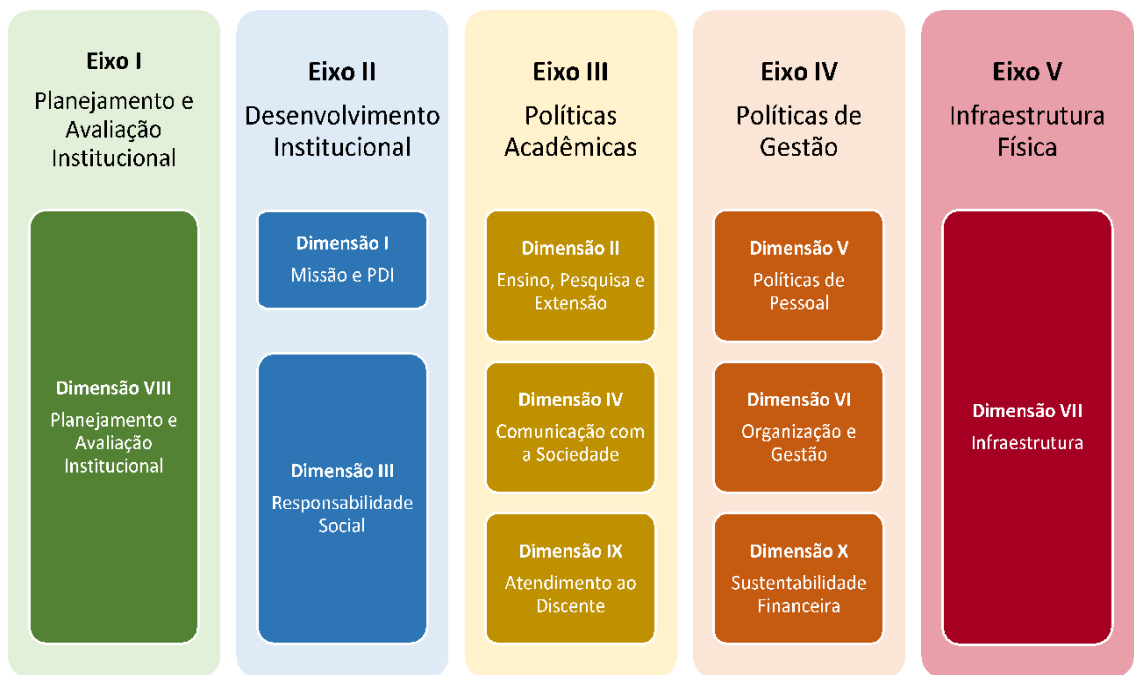 Eixo I
Planejamento e
Avaliação
Institucional
Dimensão VIII
Planejamento e
Avaliação
Institucional
Eixo II
Desenvolvimento
Institucional
Dimensão I
Missão e PDI
Dimensão III
Responsabilidade
Social
Eixo III
Políticas
Acadêmicas
Dimensão II
Ensino, Pesquisa e
Extensão
Dimensão IV
Comunicação com
a Sociedade
Dimensão IX
Atendimento ao
Discente
Eixo IV
Políticas de
Gestão
Dimensão V
Políticas de
Pessoal
Dimensão VI
Organização e
Gestão
Dimensão X
Sustentabilidade
Financeira
Eixo V
Infraestrutura
Física
Dimensão VII
Infraestrutura